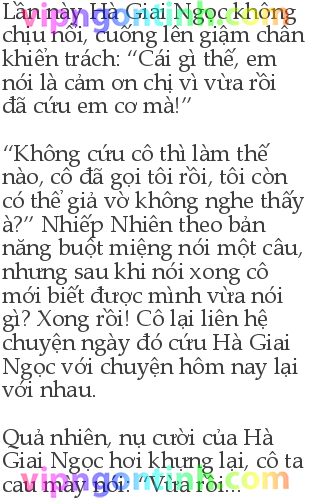 Lần này Hà Giai Ngọc không
chịu nổi, cuống lên giậm chân
khiển trách: “Cái gì thế, em
nói là cảm ơn chị vì vừa rồi
đã cứu em cơ mà!”
“Không cứu cô thì làm thế
nào, cô đã gọi tôi rồi, tôi còn
có thể giả vờ không nghe thấy
à?” Nhiếp Nhiên theo bản
năng buột miệng nói một câu,
nhưng sau khi nói xong cô
mới biết được mình vừa nói
gì? Xong rồi! Cô lại liên hệ
chuyện ngày đó cứu Hà Giai
Ngọc với chuyện hôm nay lại
với nhau.
Quả nhiên, nụ cười của Hà
Giai Ngọc hơi khựng lại, cô ta
cau mày nói: “Vừa rồi...
vipngontinh.com
vipngontinh.com